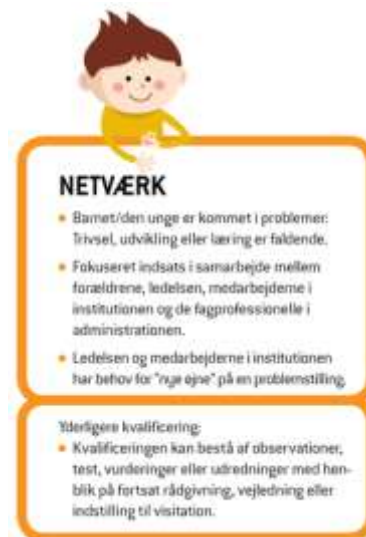 NETVÆRK
• Barnet/den unge er kommet i problemer:
Trivsel, udvikling eller læring er faldende.
• Fokuseret indsats i samarbejde mellem
forældrene, ledelsen, medarbejderne i
institutionen og de fagprofessionelle i
administrationen.
• Ledelsen og medarbejderne i institutionen
har behov for "nye øjne" på en problemstilling.
Yderligere kvalificering:
• Kvalificeringen kan bestå af observationer,
test, vurderinger eller udredninger med hen-
blik på fortsat rådgivning, vejledning eller
indstilling til visitation.